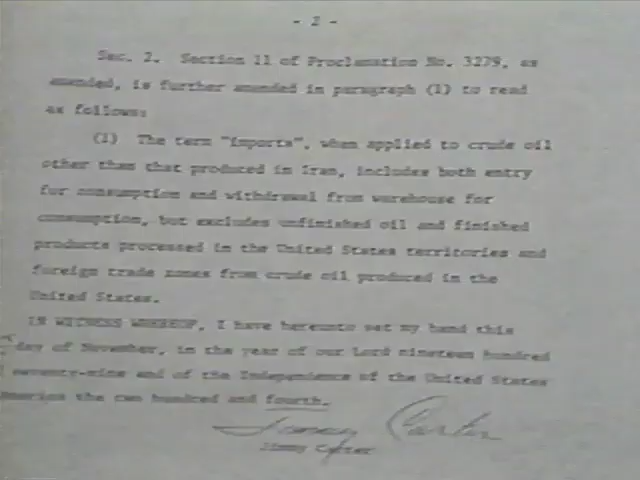 - 2 -
Sec. 2. Section 11 of Proclamation No. 3279, as
amended, is further amended in paragraph (1) to read
as follows:
(1) The term "imports", when applied to crude oil
other than that produced in Iran, includes both entry
for consumption and withdrawal from warehouse for
consumption, but excludes unfinished oil and finished
products processed in the United States territories and
foreign trade zones from crude oil produced in the
United States.
IN WITNESS WHEREOF, I have hereunto set my hand this
day of November, in the year of our Lord nineteen hundred
seventy-nine and of the Independence of the United States
America the two hundred and fourth.
Jimmy Carter
Jimmy Carter